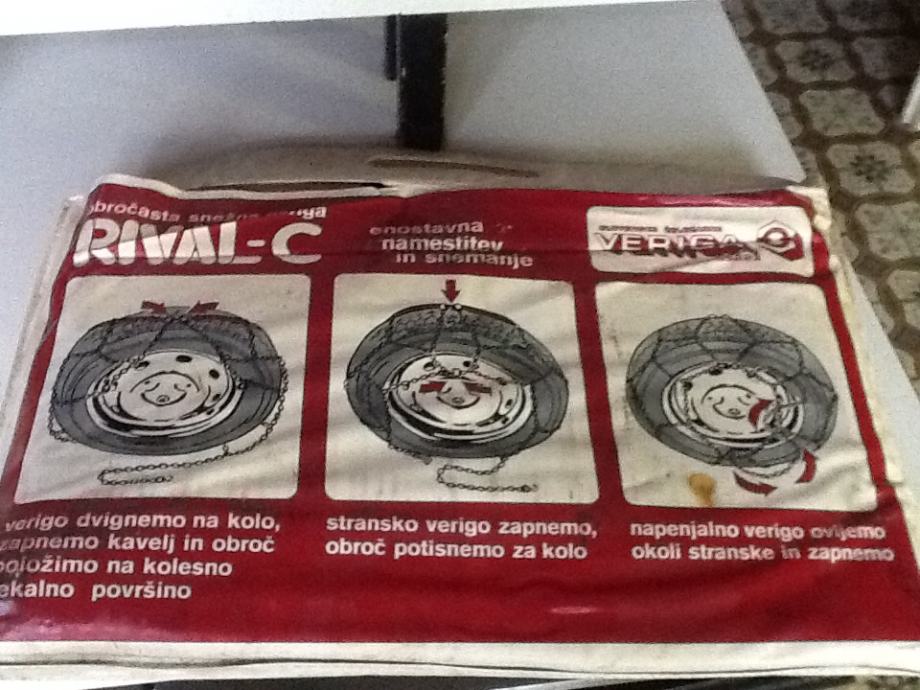 obročasta snežna veriga
RIVAL-C
enostavna
namestitev
in snemanje
VERIGA
verigo dvignemo na kolo,
zapnemo kavelj in obroč
položimo na kolesno
tekalno površino
stransko verigo zapnemo,
obroč potisnemo za kolo
napenjalno verigo ovijemo
okoli stranske in zapnemo